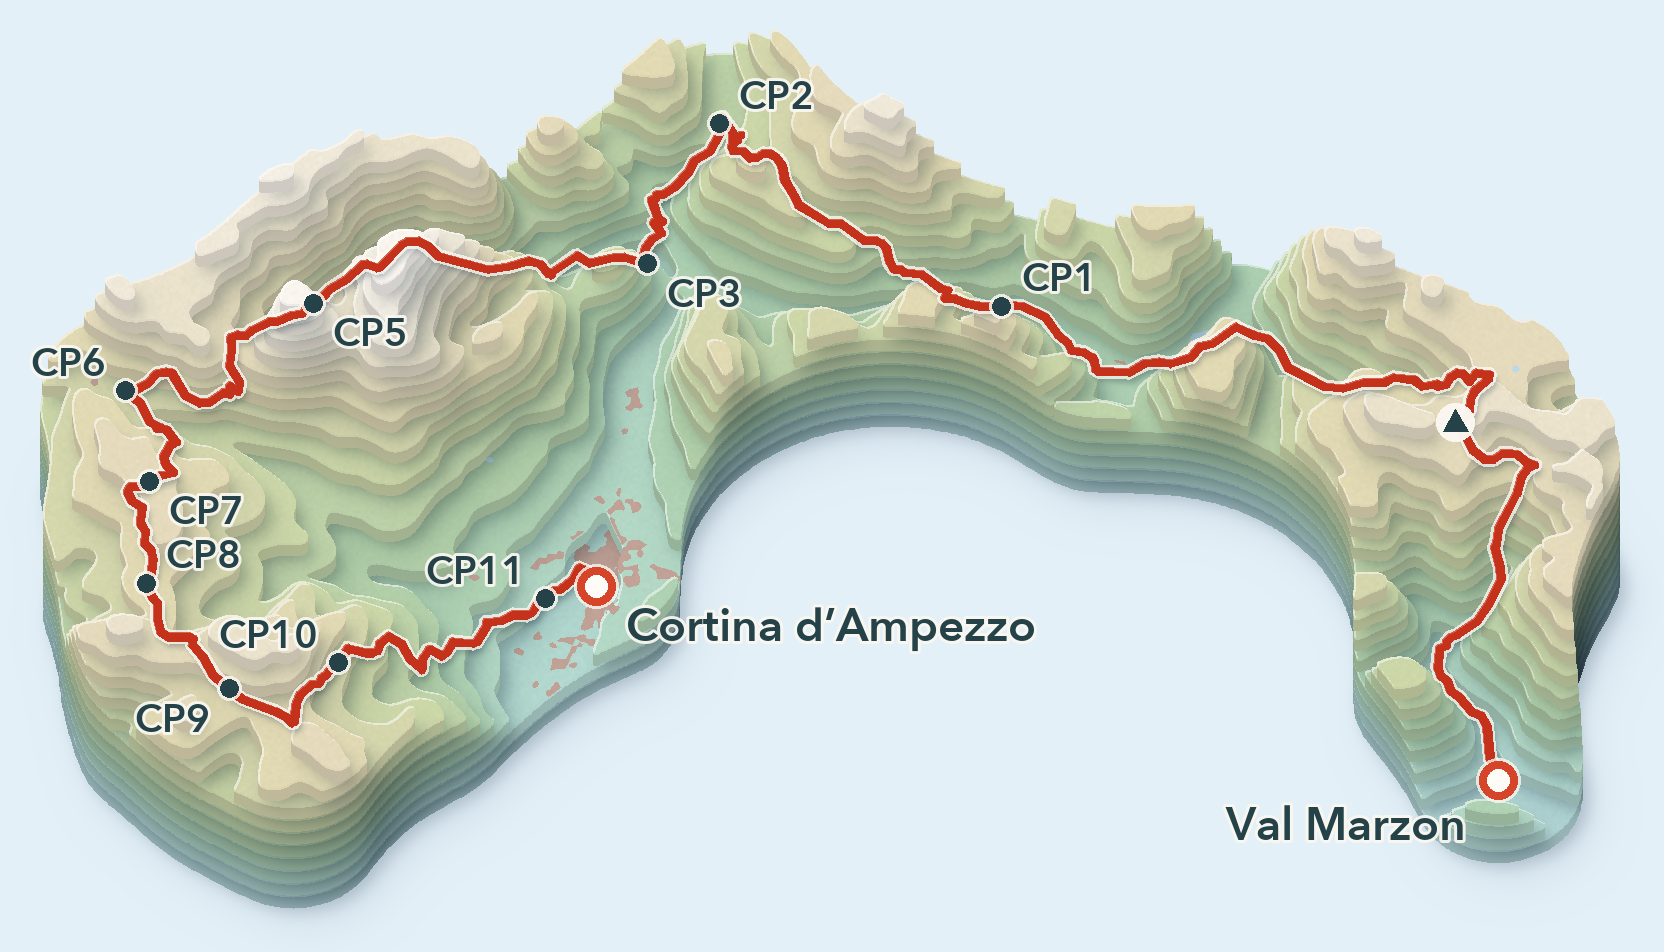 CP2
CP1
CP3
CP5
CP6
CP7
CP8
CP11
CP10
Cortina d’Ampezzo
CP9
Val Marzon